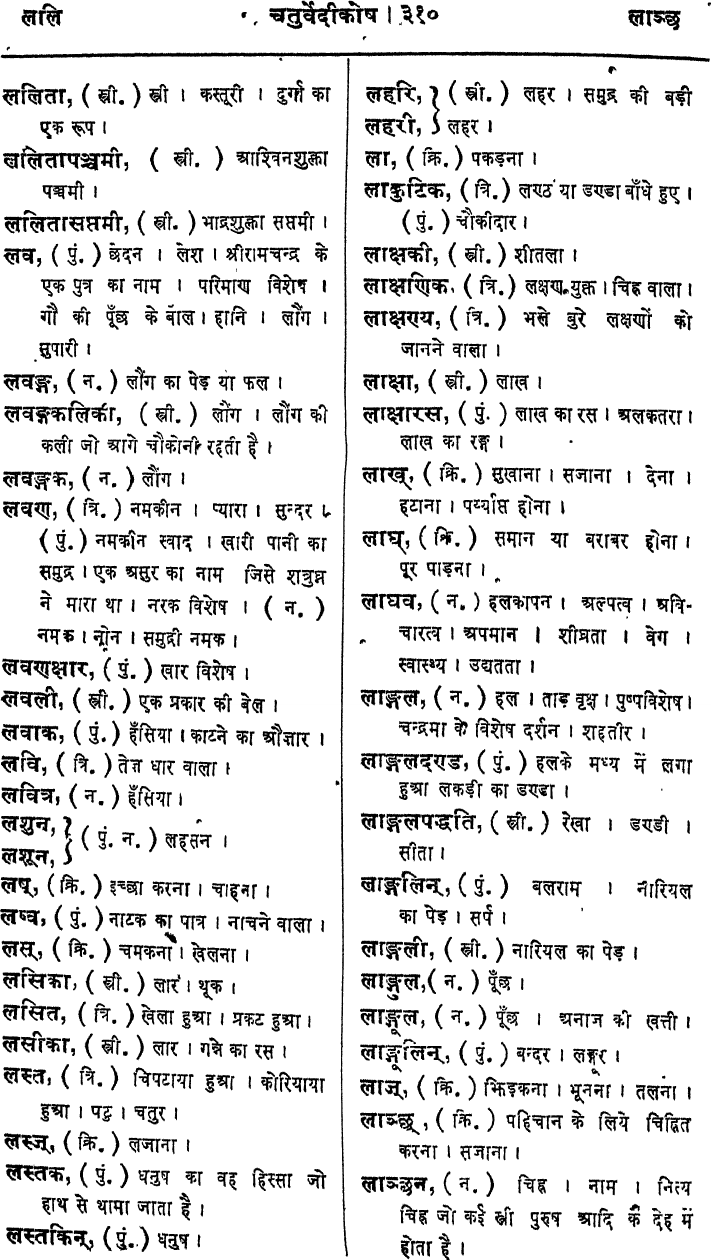 ललि
चतुर्वेदीकोष । ३१०
लाञ्छ
ललिता, ( स्त्री. ) स्त्री । कस्तूरी । दुर्गा का
एक रूप ।
ललितापञ्चमी, ( स्त्री. ) आश्विनशुक्ला
पञ्चमी ।
ललितासप्तमी, ( स्त्री. ) भाद्रशुक्ला सप्तमी ।
लव, ( पुं. ) छेदन । लेश । श्रीरामचन्द्र के
एक पुत्र का नाम । परिमाण विशेष ।
गौ की पूँछ के बाल । हानि । लौंग ।
सुपारी ।
लवङ्ग, ( न. ) लौंग का पेड़ या फल ।
लवङ्गकलिका, ( स्त्री. ) लौंग । लौंग की
कली जो आगे चौकोनी रहती है ।
लवङ्गक, ( न. ) लौंग ।
लवण, ( त्रि. ) नमकीन । प्यारा । सुन्दर ।
( पुं. ) नमकीन स्वाद । खारी पानी का
समुद्र । एक असुर का नाम जिसे शत्रुघ्न
ने मारा था । नरक विशेष । ( न. )
नमक । नोन । समुद्री नमक ।
लवणक्षार, ( पुं. ) खार विशेष ।
लवली, ( स्त्री. ) एक प्रकार की बेल ।
लवाक, ( पुं. ) हँसिया । काटने का औज़ार ।
लवि, ( त्रि. ) तेज़ धार वाला ।
लवित्र, ( न. ) हँसिया ।
लशुन, }
( पुं. न. ) लहसन ।
लशून, }
लष्, (क्रि. ) इच्छा करना । चाहना ।
लष्व, ( पुं. ) नाटक का पात्र । नाचने वाला ।
लस्, ( क्रि. ) चमकना । खेलना ।
लसिका, ( स्त्री. ) लार । थूक ।
लसित, ( त्रि. ) खेला हुआ । प्रकट हुआ ।
लसीका, ( स्त्री. ) लार । गन्ने का रस ।
लस्त, ( त्रि. ) चिपटाया हुआ । कोरियाया
हुआ । पटु । चतुर ।
लस्ज्, (क्रि. ) लजाना ।
लस्तक, ( पुं. ) धनुष का वह हिस्सा जो
हाथ से थामा जाता है ।
लस्तकिन्, (पुं. ) धनुष ।
लहरि, } ( स्त्री. ) लहर । समुद्र की बड़ी
लहरी, } लहर ।
ला, ( क्रि. ) पकड़ना ।
लाकुटिक, ( त्रि. ) लण्ठ या डण्डा बाँधे हुए ।
( पुं. ) चौकीदार ।
लाक्षकी, ( स्त्री. ) शीतला ।
लाक्षणिक, ( त्रि. ) लक्षण-युक्त । चिह्न वाला ।
लाक्षण्य, ( त्रि. ) भले बुरे लक्षणों को
जानने वाला ।
लाक्षा, ( स्त्री. ) लाख ।
लाक्षारस, ( पुं. ) लाख का रस । अलकतरा ।
लाख का रङ्ग ।
लाख्, ( क्रि. ) सुखाना । सजाना । देना ।
हटाना । पर्य्याप्त होना ।
लाघ्, ( क्रि. ) समान या बराबर होना ।
पूर पाड़ना ।
लाघव, ( न. ) हलकापन । अल्पत्व । अवि-
चारत्व । अपमान । शीघ्रता । वेग ।
स्वास्थ्य । उद्यतता ।
लाङ्गल, ( न. ) हल । ताड़ वृक्ष । पुष्पविशेष ।
चन्द्रमा के विशेष दर्शन । शहतीर ।
लाङ्गलदण्ड, ( पुं. ) हलके मध्य में लगा
हुआ लकड़ी का डण्डा ।
लाङ्गलपद्धति, ( स्त्री. ) रेखा । डण्डी ।
सीता ।
लाङ्गलिन्, ( पुं. ) बलराम । नारियल
का पेड़ । सर्प ।
लाङ्गली, ( स्त्री. ) नारियल का पेड़ ।
लाङ्गुल, ( न. ) पूँछ ।
लाङ्गूल, ( न. ) पूँछ । अनाज की खत्ती ।
लाङ्गूलिन्, ( पुं. ) बन्दर । लङ्गूर ।
लाज्, ( क्रि. ) झिड़कना । भूनना । तलना ।
लाञ्छ्, ( क्रि. ) पहिचान के लिये चिह्नित
करना । सजाना ।
लाञ्छन, ( न. ) चिह्न । नाम । नित्य
चिह्न जो कई स्त्री पुरुष आदि के देह में
होता है ।